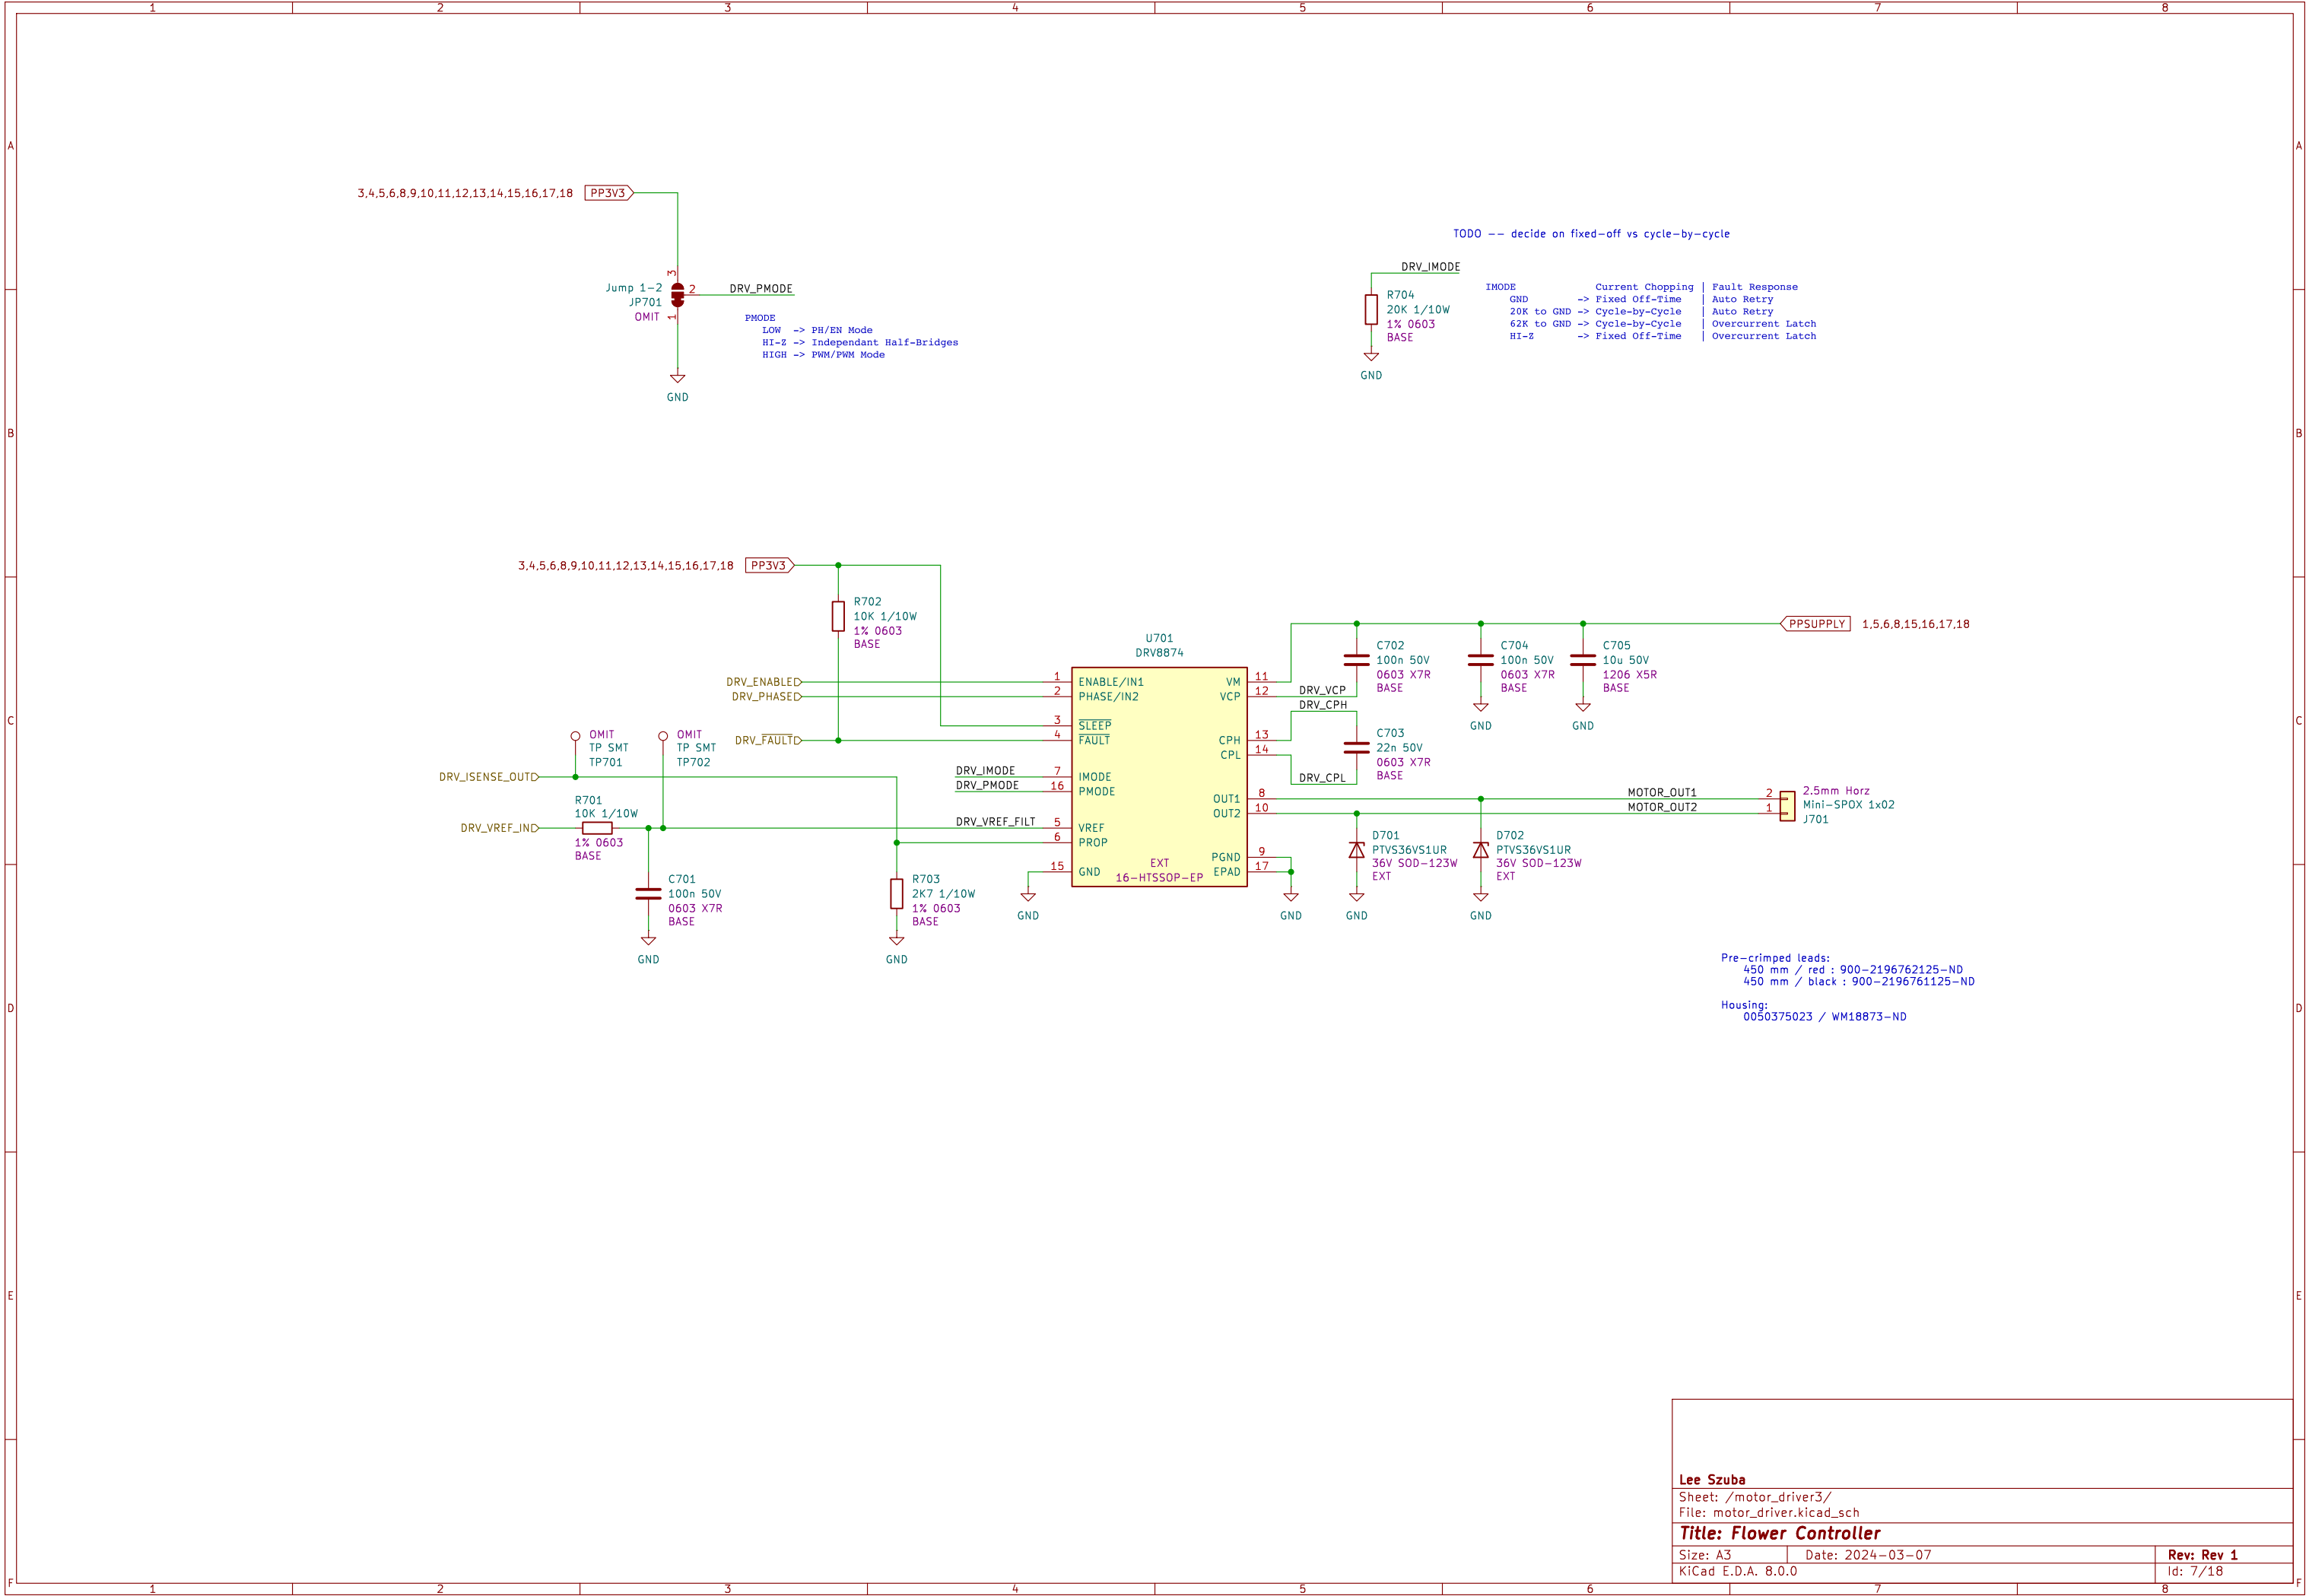 1 2 3 4 5 6 7 8
A A
B B
C C
D D
E E
F F
3,4,5,6,8,9,10,11,12,13,14,15,16,17,18 PP3V3
3
Jump 1-2
JP701
OMIT
2
1
DRV_PMODE
GND
PMODE
LOW -> PH/EN Mode
HI-Z -> Independant Half-Bridges
HIGH -> PWM/PWM Mode
TODO -- decide on fixed-off vs cycle-by-cycle
DRV_IMODE
R704
20K 1/10W
1% 0603
BASE
GND
IMODE Current Chopping | Fault Response
GND -> Fixed Off-Time | Auto Retry
20K to GND -> Cycle-by-Cycle | Auto Retry
62K to GND -> Cycle-by-Cycle | Overcurrent Latch
HI-Z -> Fixed Off-Time | Overcurrent Latch
3,4,5,6,8,9,10,11,12,13,14,15,16,17,18 PP3V3
R702
10K 1/10W
1% 0603
BASE
DRV_ENABLE
DRV_PHASE
DRV_FAULT
OMIT
TP SMT
TP701
OMIT
TP SMT
TP702
DRV_ISENSE_OUT
R701
10K 1/10W
DRV_VREF_IN
1% 0603
BASE
C701
100n 50V
0603 X7R
BASE
GND
R703
2K7 1/10W
1% 0603
BASE
GND
DRV_IMODE
DRV_PMODE
DRV_VREF_FILT
GND
U701
DRV8874
1 ENABLE/IN1
2 PHASE/IN2
3 SLEEP
4 FAULT
7 IMODE
16 PMODE
5 VREF
6 PROP
15 GND
VM 11
VCP 12
CPH 13
CPL 14
OUT1 8
OUT2 10
PGND 9
EPAD 17
EXT
16-HTSSOP-EP
GND
DRV_VCP
DRV_CPH
DRV_CPL
C702
100n 50V
0603 X7R
BASE
C703
22n 50V
0603 X7R
BASE
C704
100n 50V
0603 X7R
BASE
GND
C705
10u 50V
1206 X5R
BASE
GND
PPSUPPLY 1,5,6,8,15,16,17,18
MOTOR_OUT1
MOTOR_OUT2
2
1
2.5mm Horz
Mini-SPOX 1x02
J701
D701
PTVS36VS1UR
36V SOD-123W
EXT
GND
D702
PTVS36VS1UR
36V SOD-123W
EXT
GND
Pre-crimped leads:
450 mm / red : 900-2196762125-ND
450 mm / black : 900-2196761125-ND
Housing:
0050375023 / WM18873-ND
Lee Szuba
Sheet: /motor_driver3/
File: motor_driver.kicad_sch
Title: Flower Controller
Size: A3 Date: 2024-03-07 Rev: Rev 1
KiCad E.D.A. 8.0.0 Id: 7/18
1 2 3 4 5 6 7 8